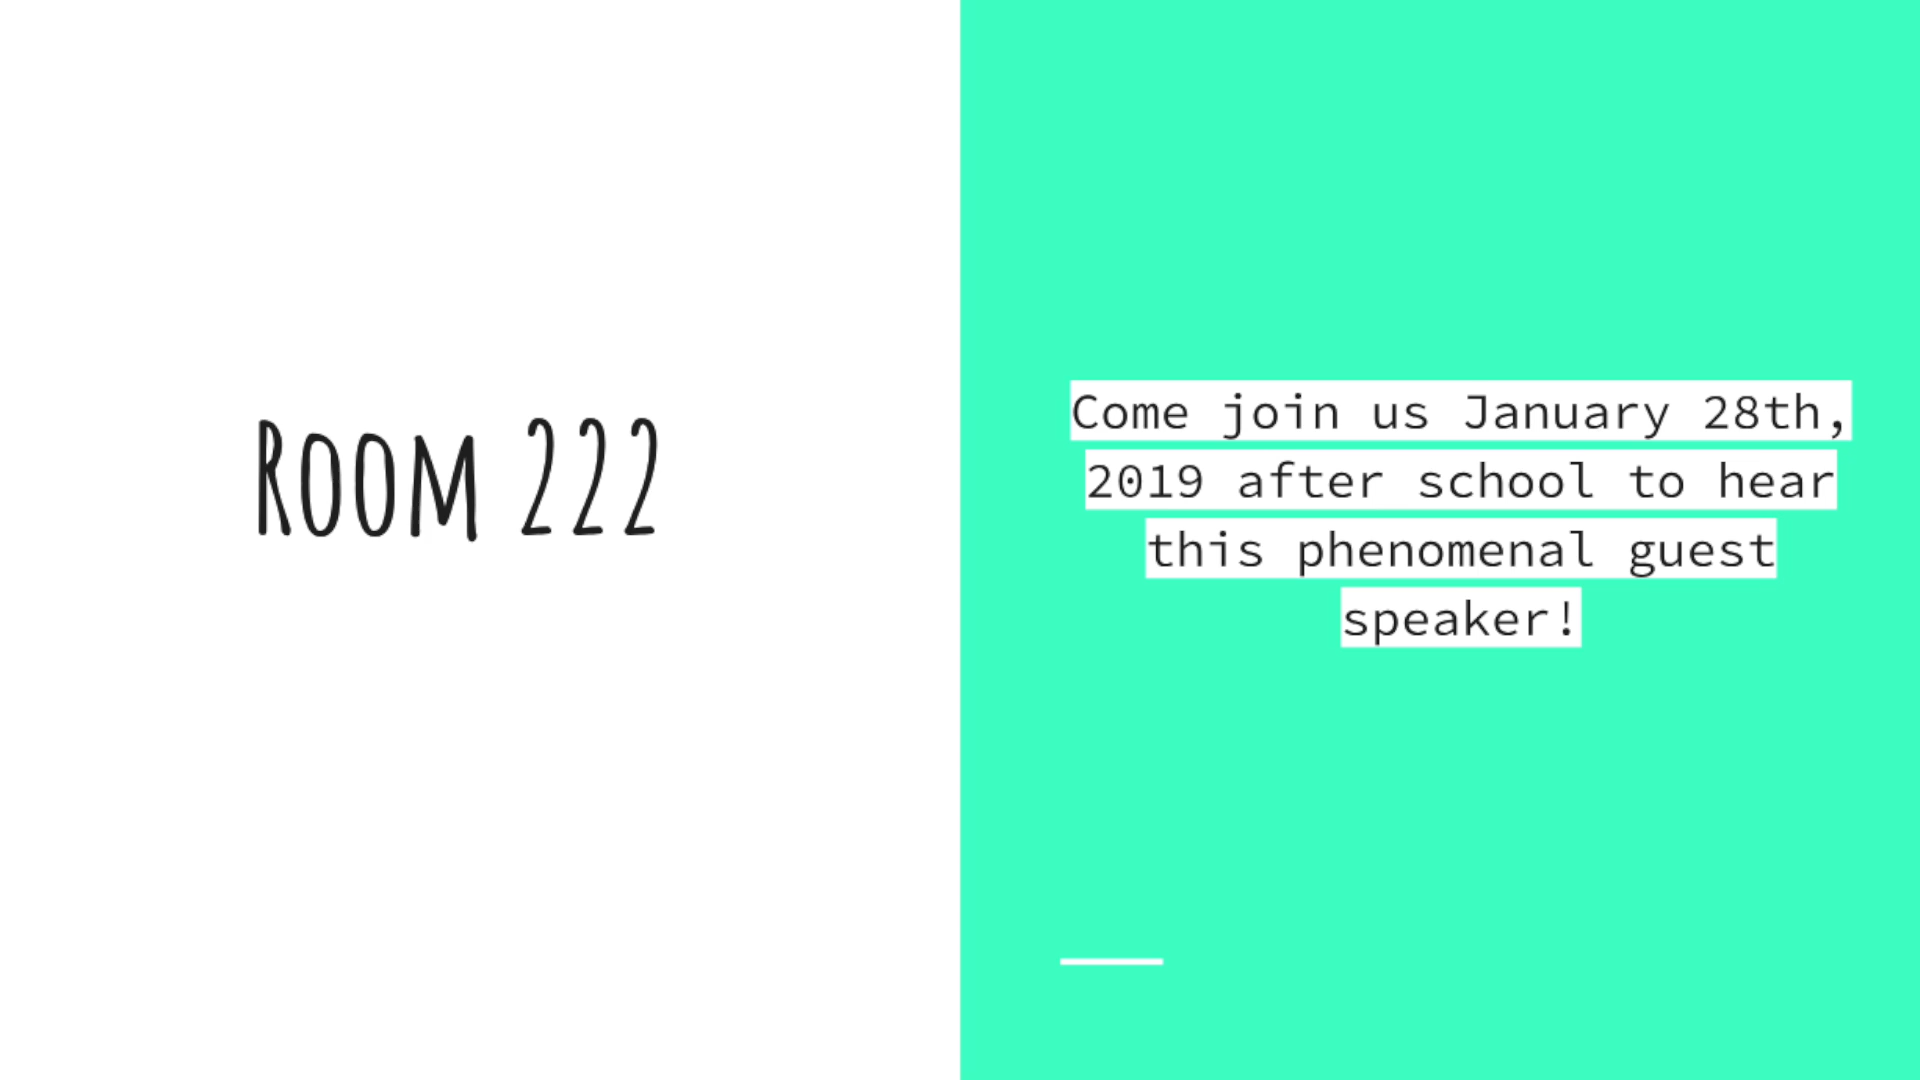 Room 222
Come join us January 28th,
2019 after school to hear
this phenomenal guest
speaker!